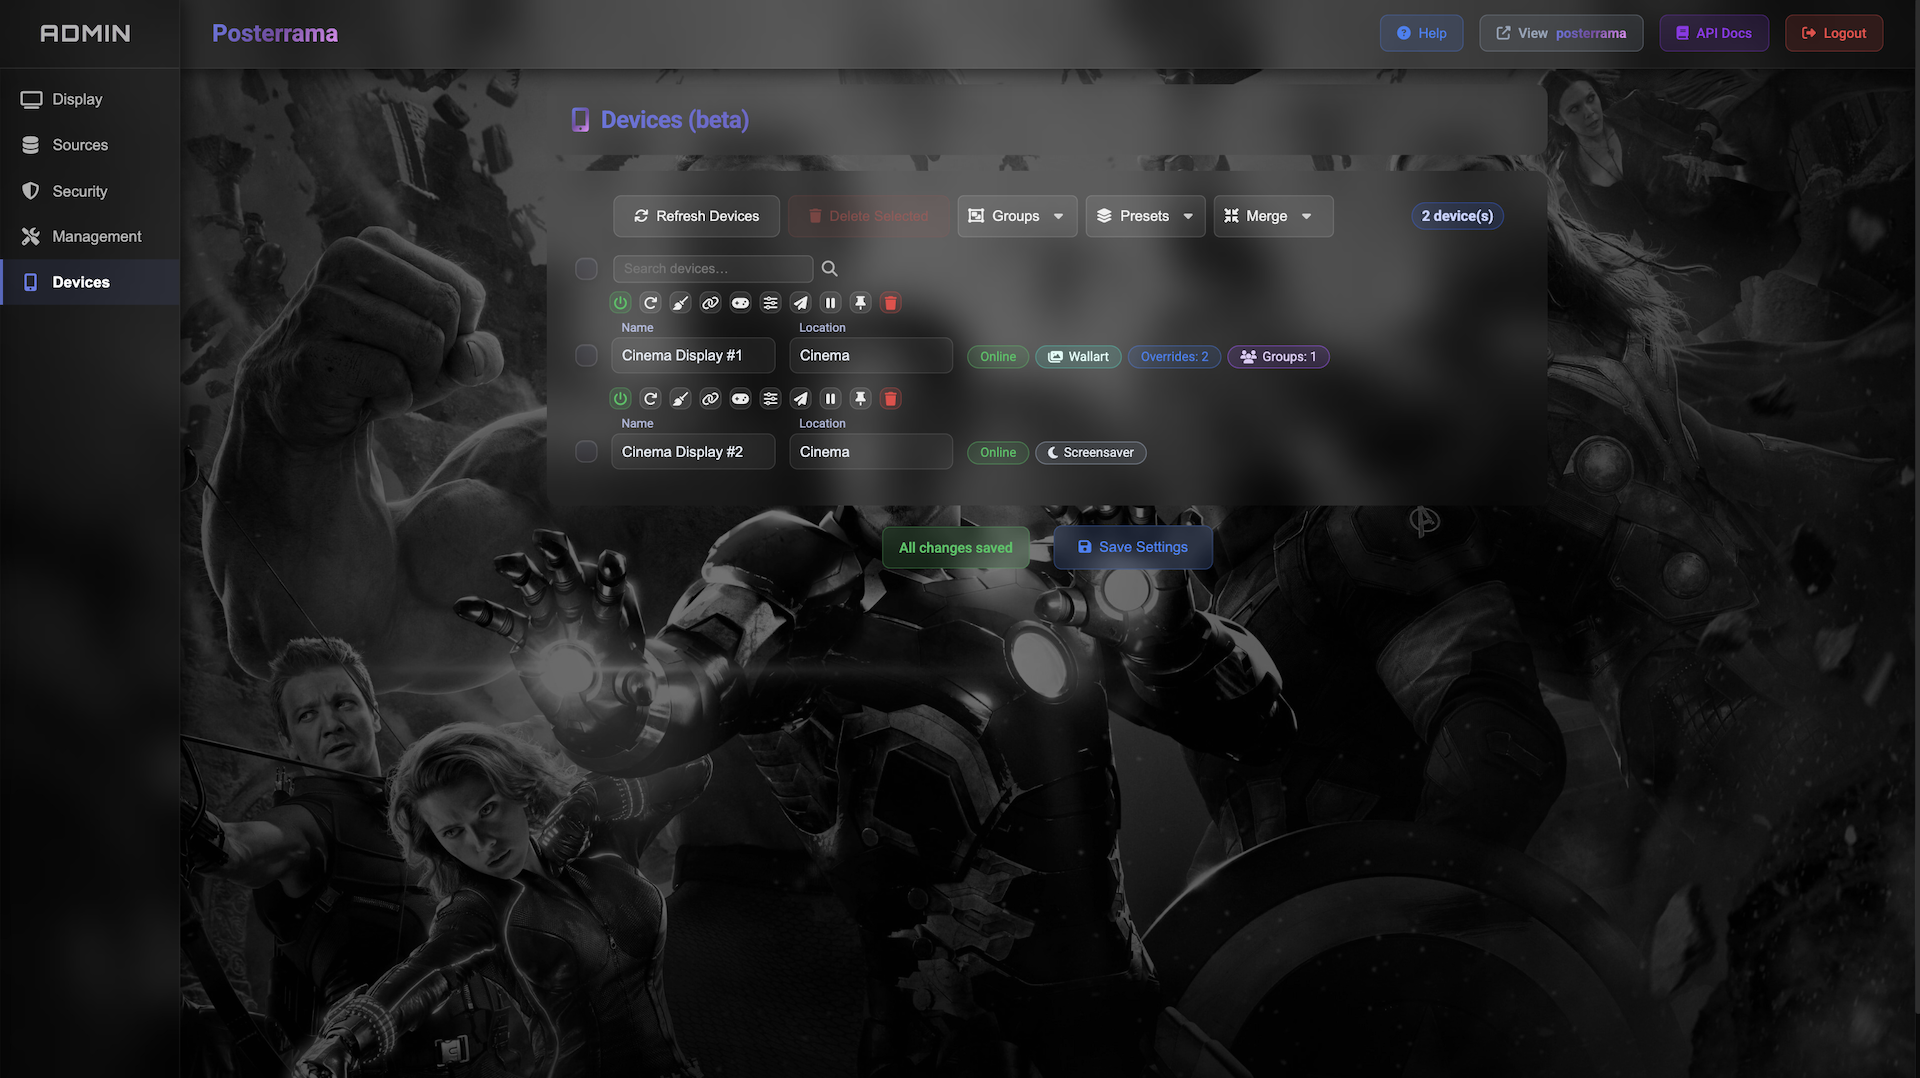 ADMIN
Posterrama
Help
View posterrama
API Docs
Logout
Display
Sources
Security
Management
Devices
Devices (beta)
Refresh Devices
Delete Selected
Groups
Presets
Merge
2 device(s)
Search devices...
Name
Location
Cinema Display #1
Cinema
Online
Wallart
Overrides: 2
Groups: 1
Name
Location
Cinema Display #2
Cinema
Online
Screensaver
All changes saved
Save Settings